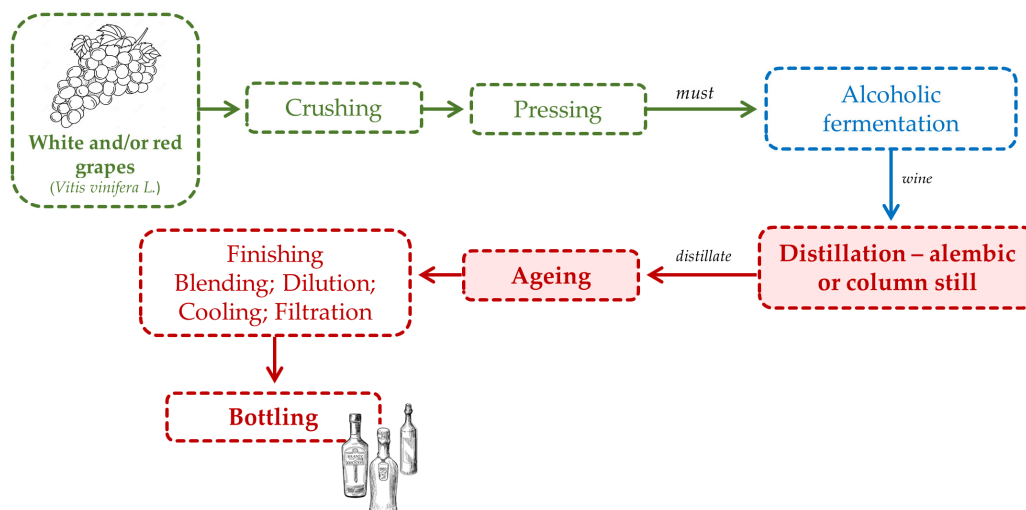 White and/or red
grapes
(Vitis vinifera L.)
Crushing
Pressing
must
Alcoholic
fermentation
wine
Distillation – alembic
or column still
distillate
Ageing
Finishing
Blending; Dilution;
Cooling; Filtration
Bottling